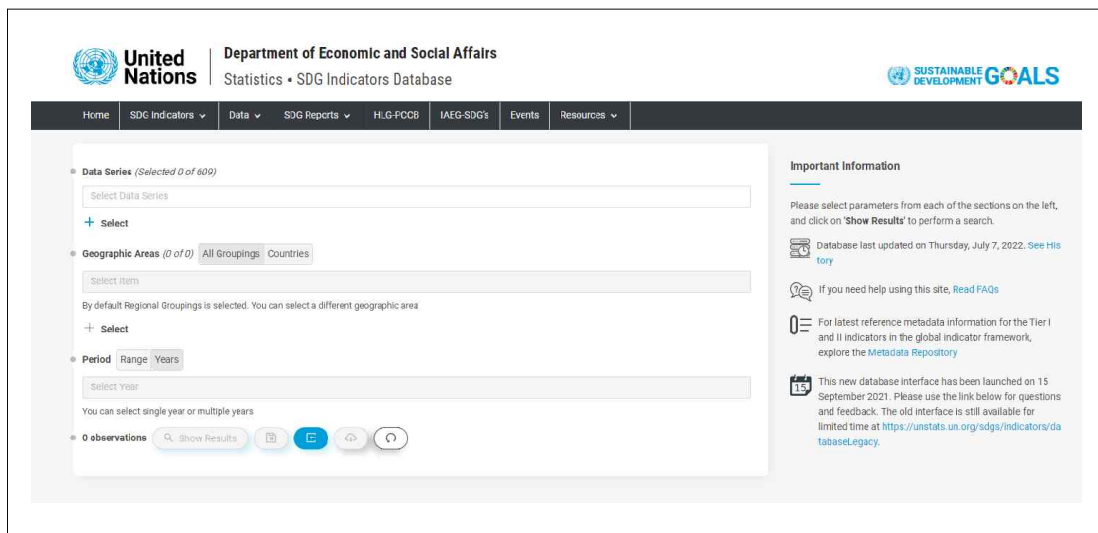 United Nations
Department of Economic and Social Affairs
Statistics • SDG Indicators Database
SUSTAINABLE DEVELOPMENT GOALS
Home SDG Indicators Data SDG Reports HLG-PCCB IAEG-SDG's Events Resources
Data Series (Selected 0 of 609)
Select Data Series
+ Select
Geographic Areas (0 of 0) All Groupings Countries
Select Item
By default Regional Groupings is selected. You can select a different geographic area
+ Select
Period Range Years
Select Year
You can select single year or multiple years
0 observations Show Results
Important Information
Please select parameters from each of the sections on the left,
and click on 'Show Results' to perform a search.
Database last updated on Thursday, July 7, 2022. See His
tory
If you need help using this site, Read FAQs
For latest reference metadata information for the Tier I
and II indicators in the global indicator framework,
explore the Metadata Repository
15
This new database interface has been launched on 15
September 2021. Please use the link below for questions
and feedback. The old interface is still available for
limited time at https://unstats.un.org/sdgs/indicators/da
tabaseLegacy.